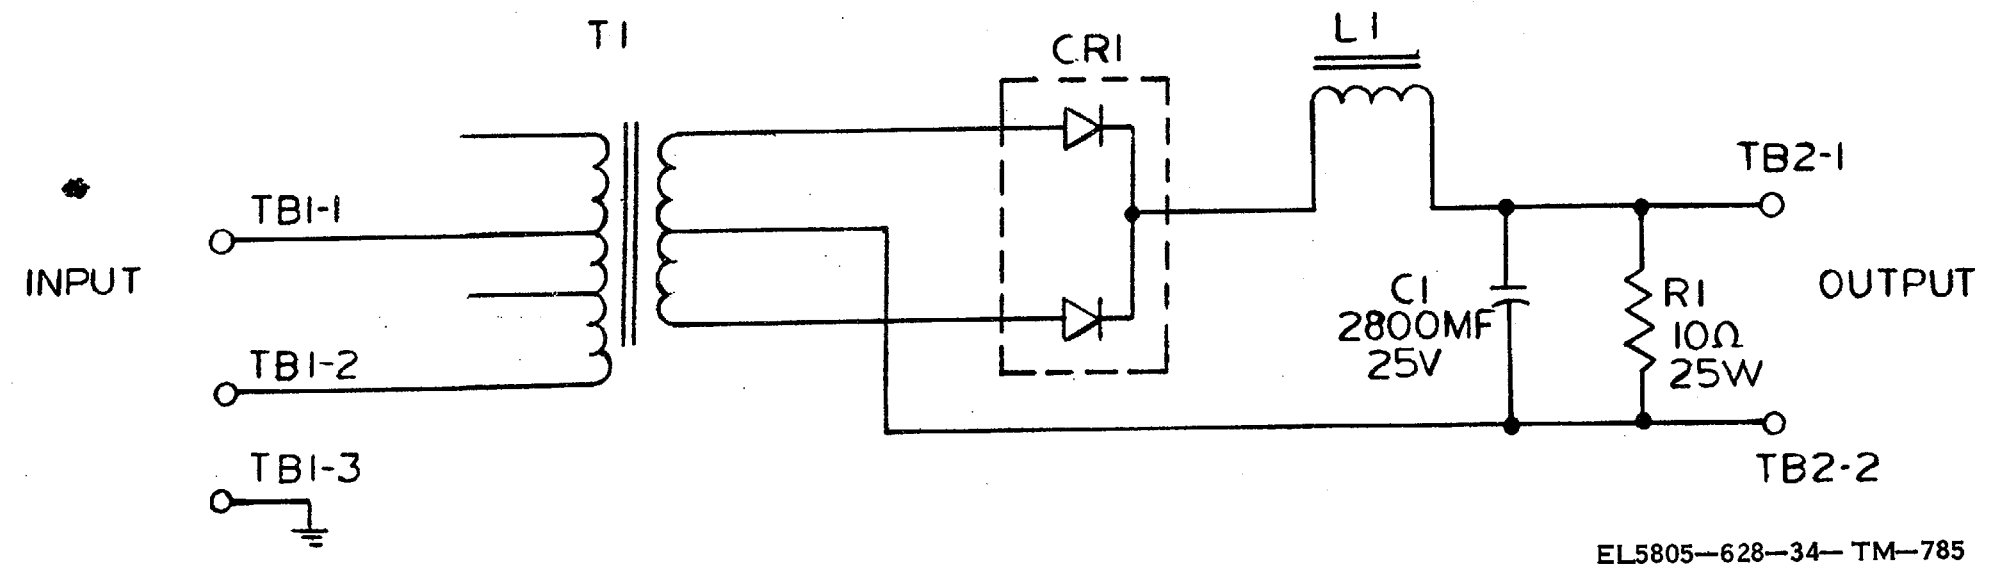 T1
CR1
L1
TB1-1
TB2-1
INPUT
OUTPUT
C1
2800MF
25V
R1
10Ω
25W
TB1-2
TB1-3
TB2-2
EL5805-628-34-TM-785